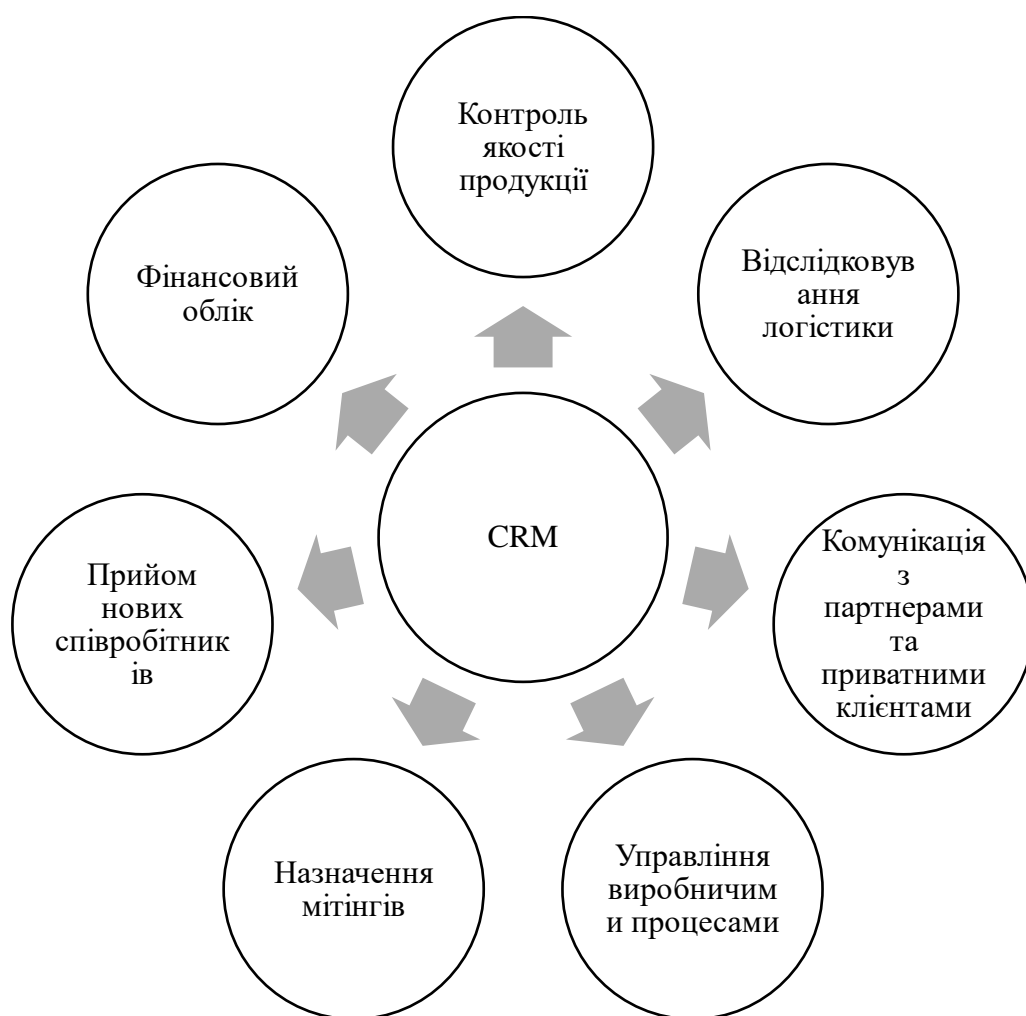 Контроль
якості
продукції
Відслідковув
ання
логістики
Комунікація
з
партнерами
та
приватними
клієнтами
Управління
виробничим
и процесами
Назначення
мітінгів
Прийом
нових
співробітник
ів
Фінансовий
облік
CRM